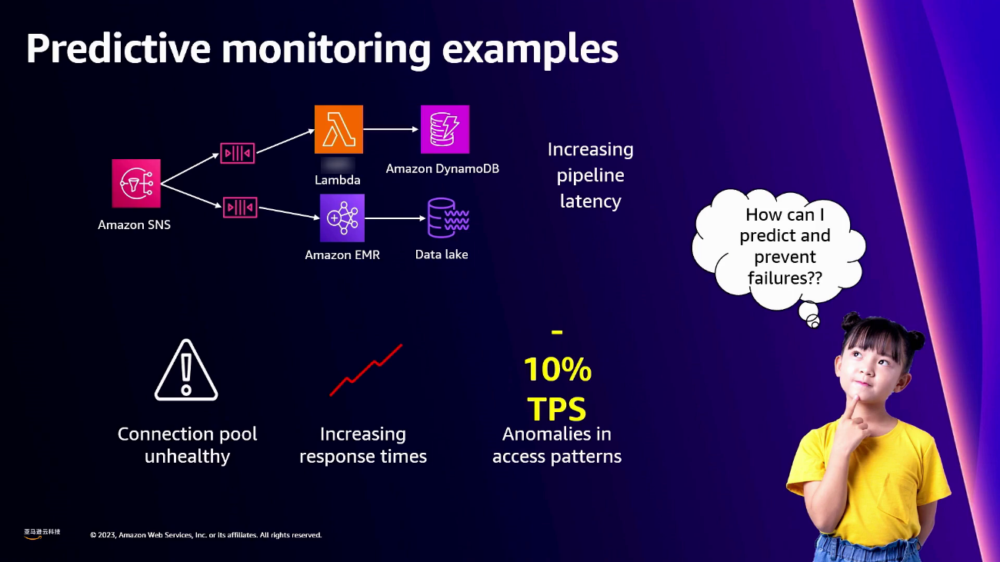 Predictive monitoring examples
Amazon SNS
Lambda
Amazon DynamoDB
Amazon EMR
Data lake
Increasing
pipeline
latency
How can I
predict and
prevent
failures??
Connection pool
unhealthy
Increasing
response times
-
10%
TPS
Anomalies in
access patterns
亚马逊云科技
© 2023, Amazon Web Services, Inc. or its affiliates. All rights reserved.